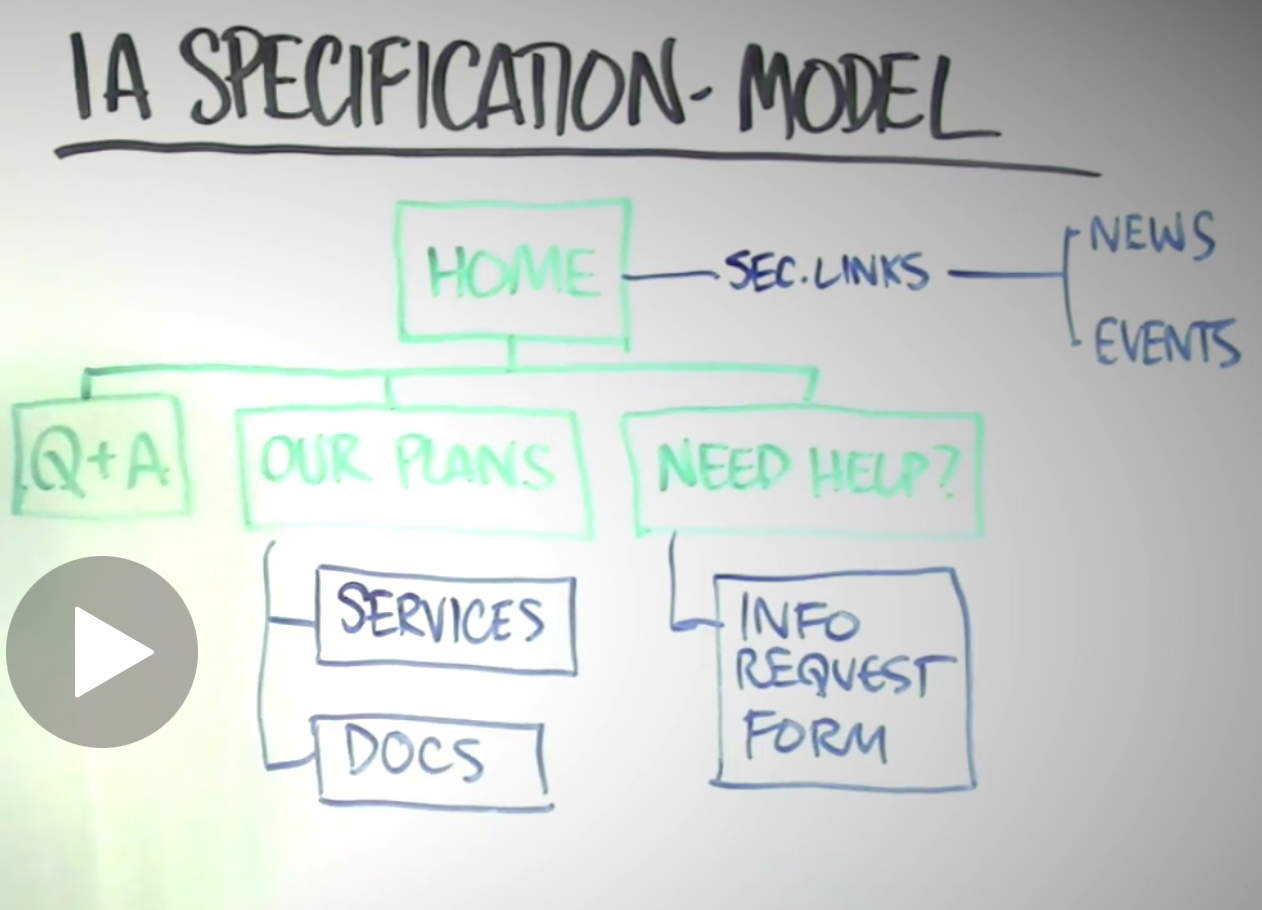 IA SPECIFICATION - MODEL
HOME
SEC. LINKS
NEWS
EVENTS
Q+A
OUR PLANS
NEED HELP?
SERVICES
DOCS
INFO
REQUEST
FORM